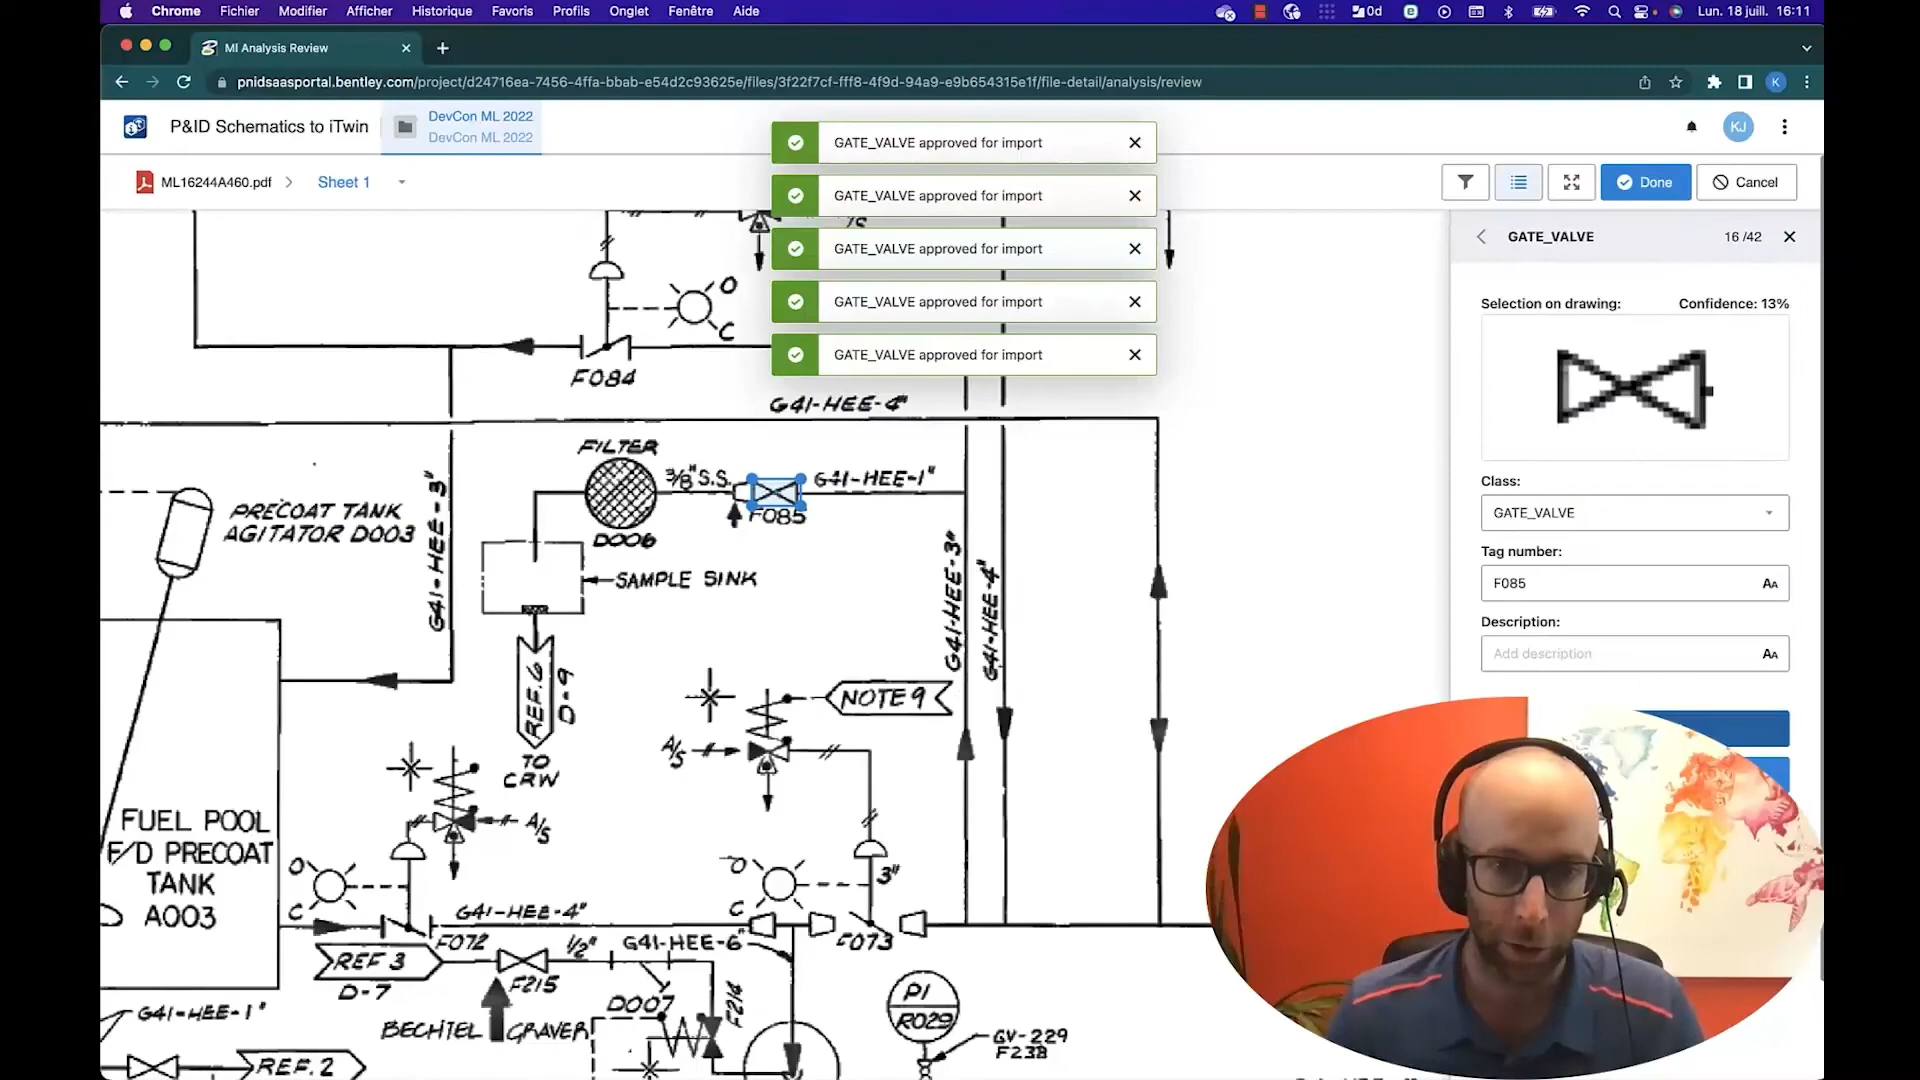 Chrome Fichier Modifier Afficher Historique Favoris Profils Onglet Fenêtre Aide
0d
Lun. 18 juill. 16:11
MI Analysis Review
pnidsaasportal.bentley.com/project/d24716ea-7456-4ffa-bbab-e54d2c93625e/files/3f22f7cf-fff8-4f9d-94a9-e9b654315e1f/file-detail/analysis/review
K
P&ID Schematics to iTwin
DevCon ML 2022
DevCon ML 2022
KJ
ML16244A460.pdf
Sheet 1
Done
Cancel
GATE_VALVE approved for import
GATE_VALVE approved for import
GATE_VALVE approved for import
GATE_VALVE approved for import
GATE_VALVE approved for import
GATE_VALVE
16 /42
Selection on drawing:
Confidence: 13%
Class:
GATE_VALVE
Tag number:
F085
AA
Description:
Add description
AA
O
C
F084
G41-HEE-4"
FILTER
3/8" S.S.
G41-HEE-1"
F085
D006
PRECOAT TANK
AGITATOR D003
G41-HEE-3"
SAMPLE SINK
G41-HEE-3"
G41-HEE-4"
REF. 6
D-9
TO
CRW
NOTE 9
A/S
A/S
FUEL POOL
F/D PRECOAT
TANK
A003
O
C
O
C
3"
G41-HEE-4"
F072
F073
REF 3
D-7
1/2"
G41-HEE-6"
F215
D007
F214
BECHTEL GRAVER
G41-HEE-1"
REF. 2
PI
R029
GV-229
F238